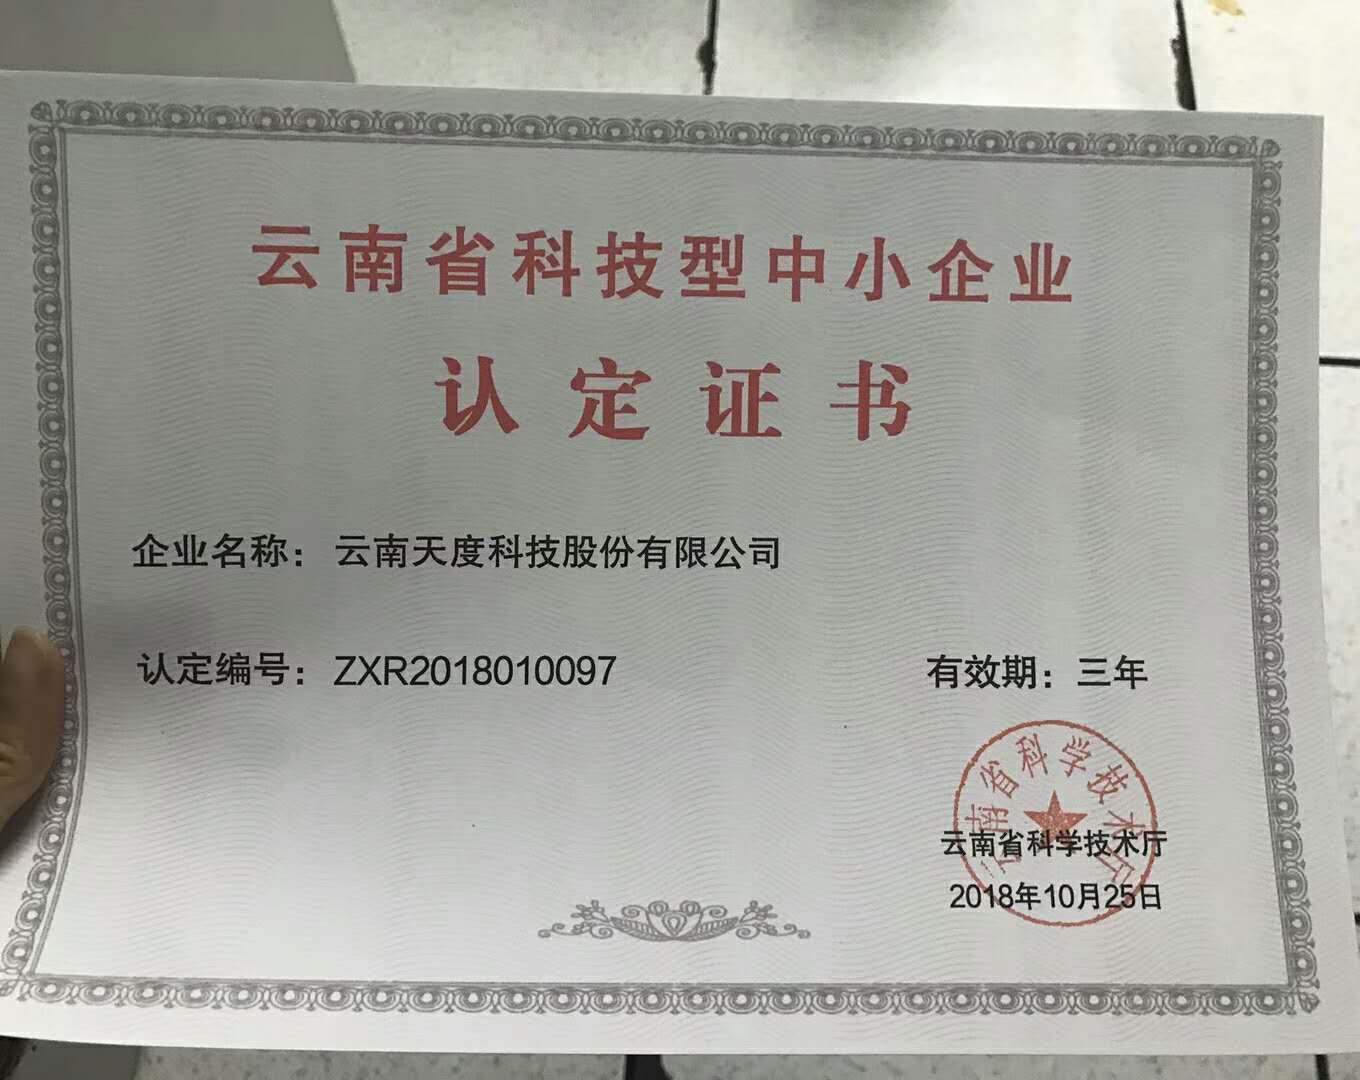 云南省科技型中小企业
认定证书
企业名称：云南天度科技股份有限公司
认定编号：ZXR2018010097
有效期：三年
云南省科学技术厅
云南省科学技术厅
2018年10月25日